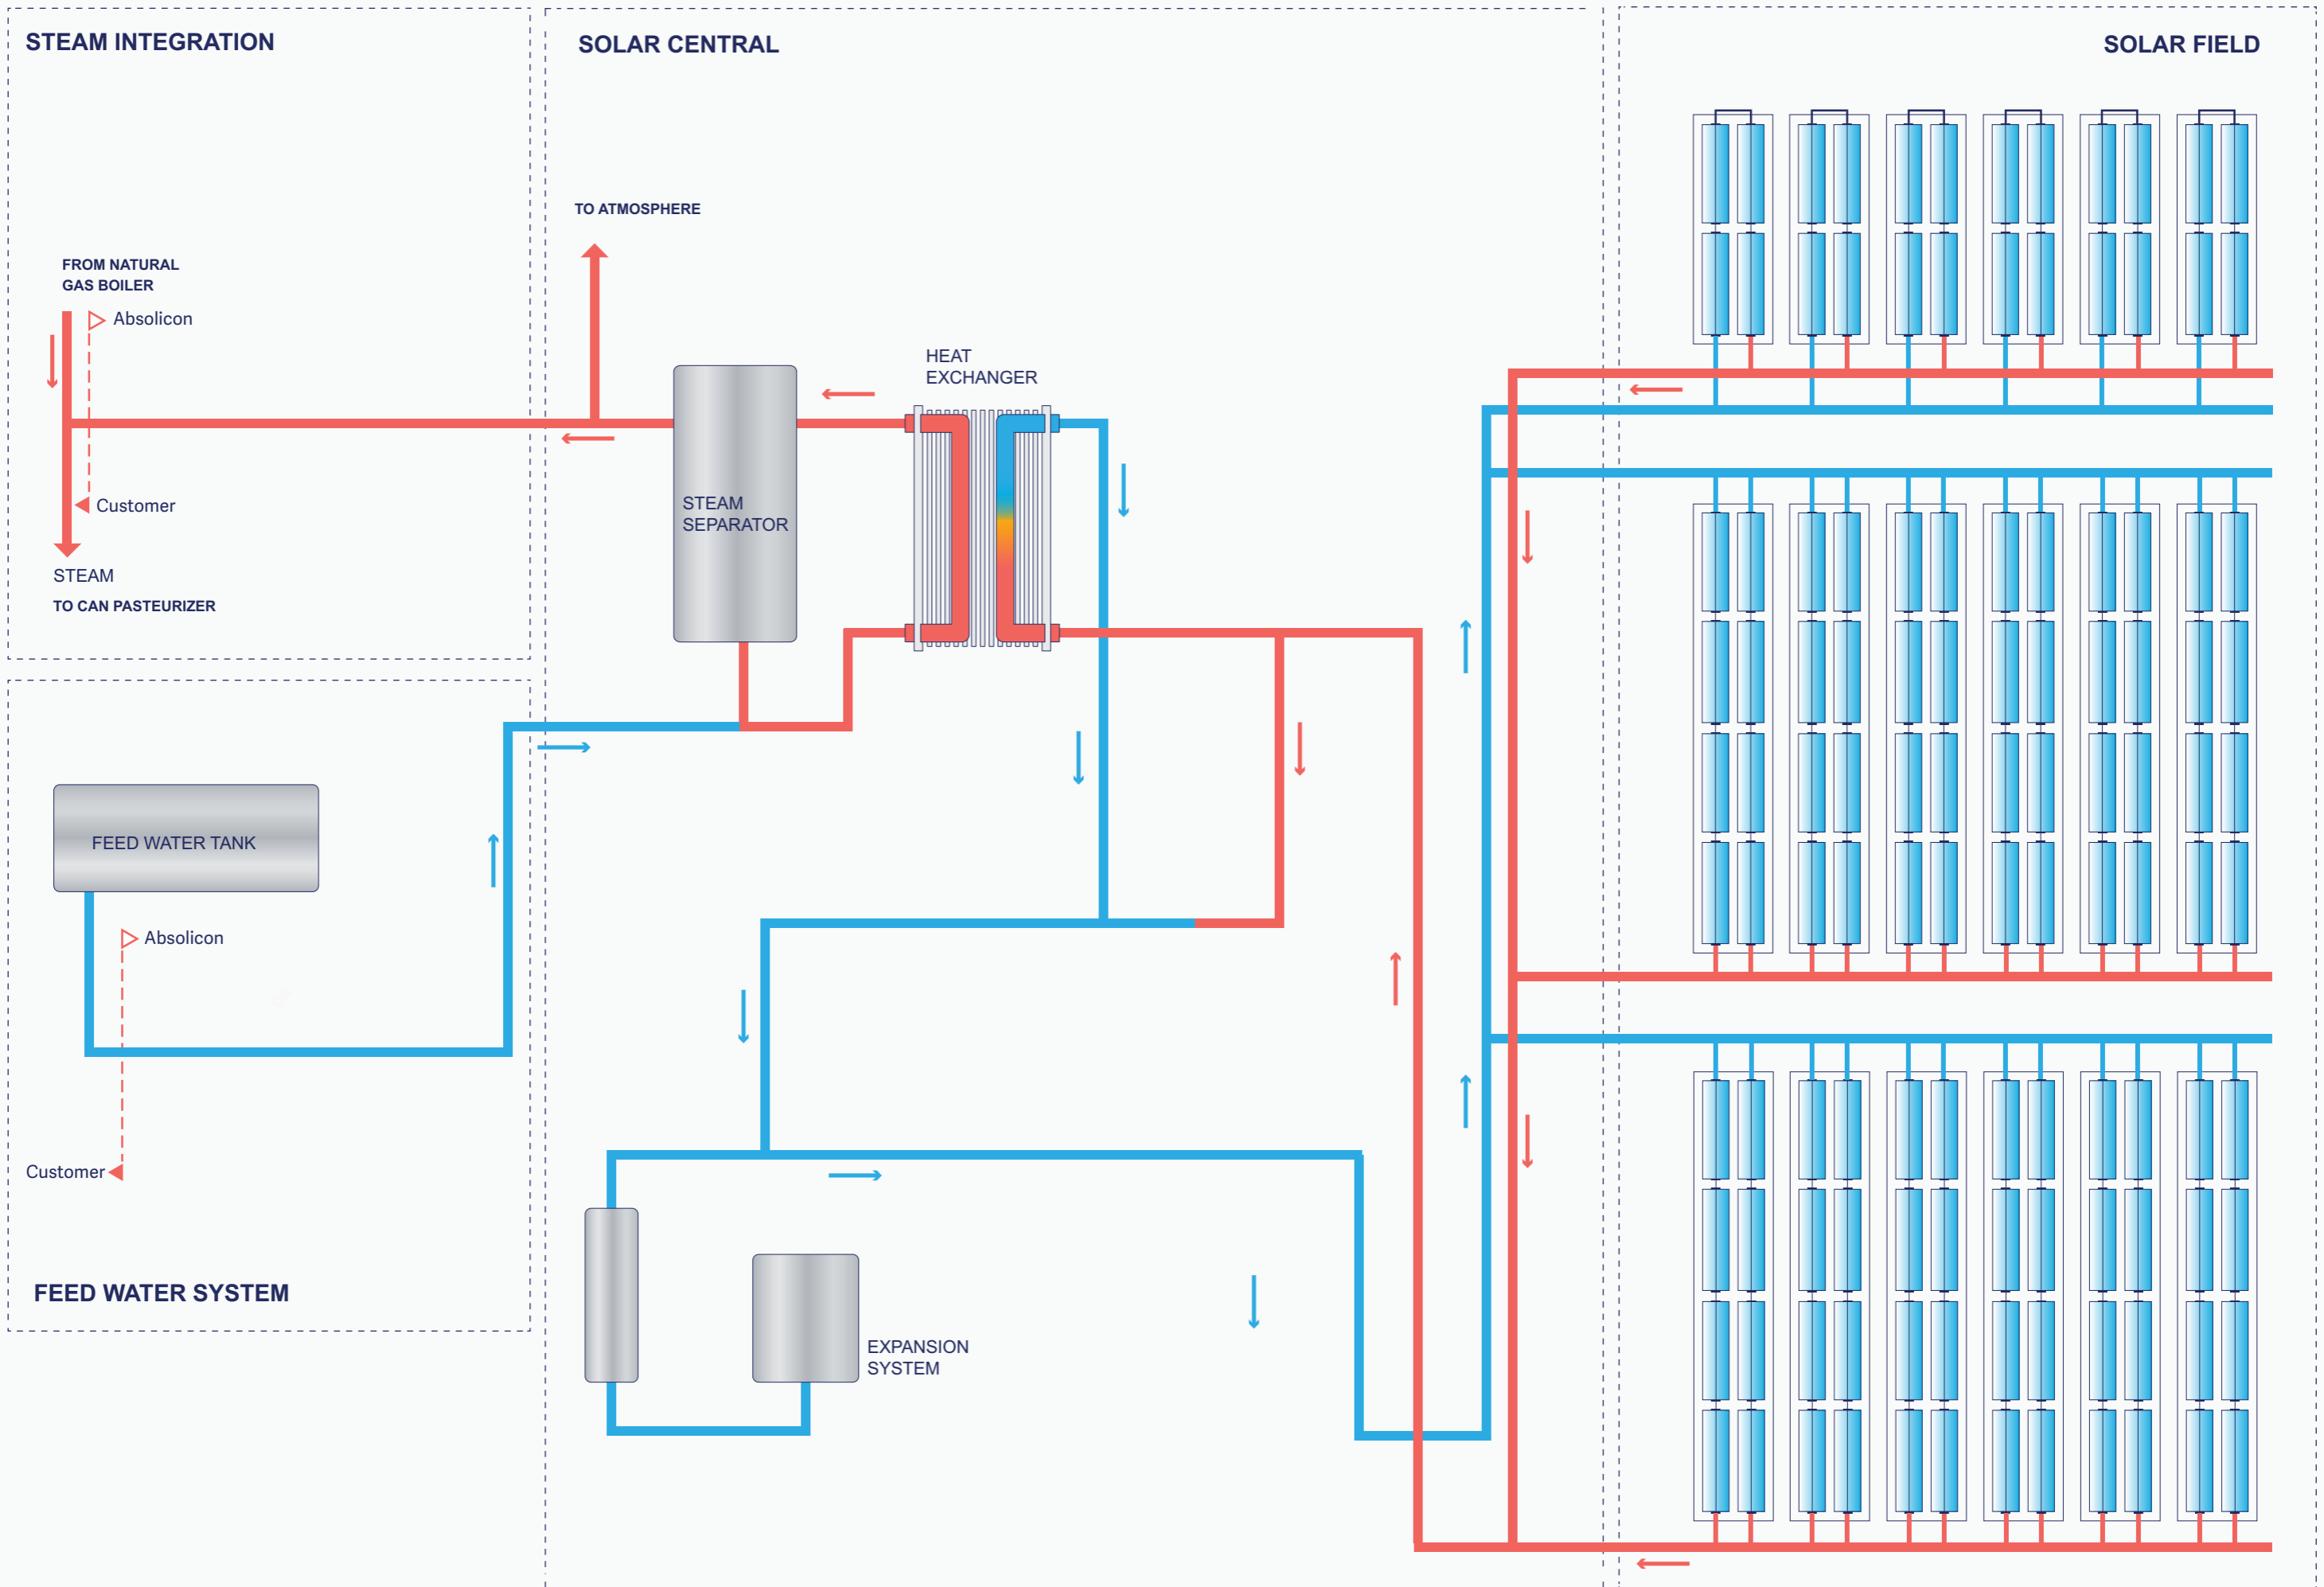 STEAM INTEGRATION
SOLAR CENTRAL
SOLAR FIELD
TO ATMOSPHERE
FROM NATURAL
GAS BOILER
Absolicon
Customer
STEAM
TO CAN PASTEURIZER
HEAT
EXCHANGER
STEAM
SEPARATOR
FEED WATER TANK
Absolicon
Customer
FEED WATER SYSTEM
EXPANSION
SYSTEM